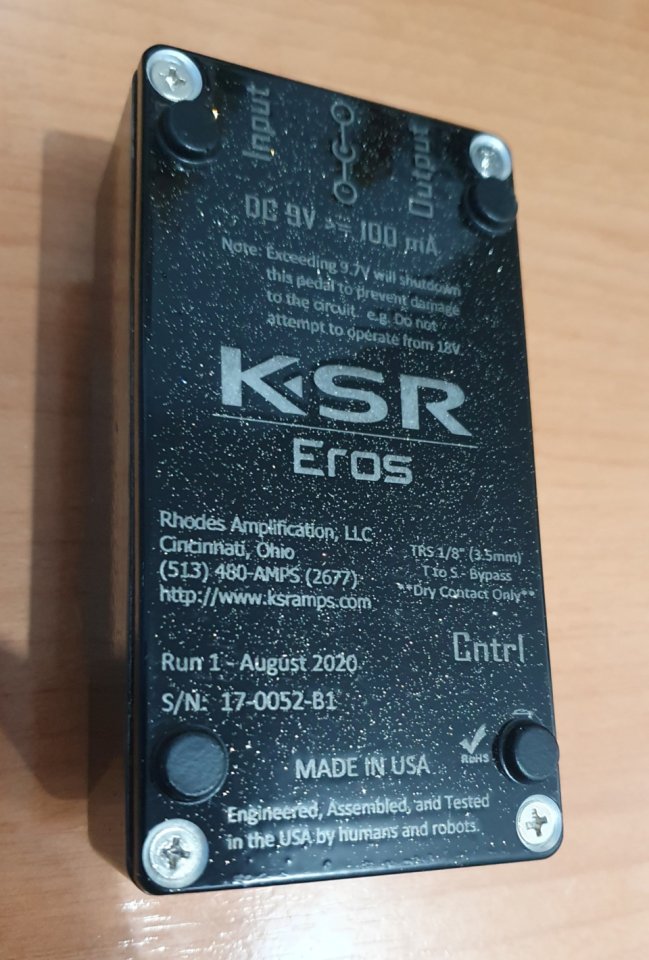 Input
Output
DC 9V >= 100 mA
Note: Exceeding 9.7V will shutdown
this pedal to prevent damage
to the circuit. e.g. Do not
attempt to operate from 18V
KSR
Eros
Rhodes Amplification, LLC
Cincinnati, Ohio
(513) 480-AMPS (2677)
http://www.ksramps.com
TRS 1/8" (3.5mm)
T to S - Bypass
**Dry Contact Only**
Cntrl
Run 1 - August 2020
S/N: 17-0052-B1
RoHS
MADE IN USA
Engineered, Assembled, and Tested
in the USA by humans and robots.